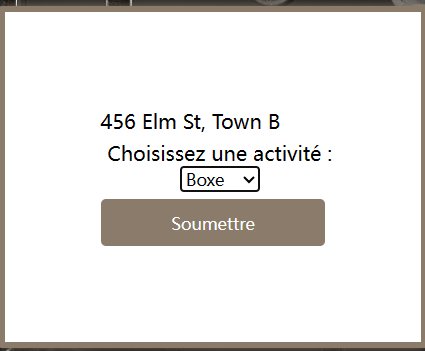 456 Elm St, Town B
Choisissez une activité :
Boxe
Soumettre